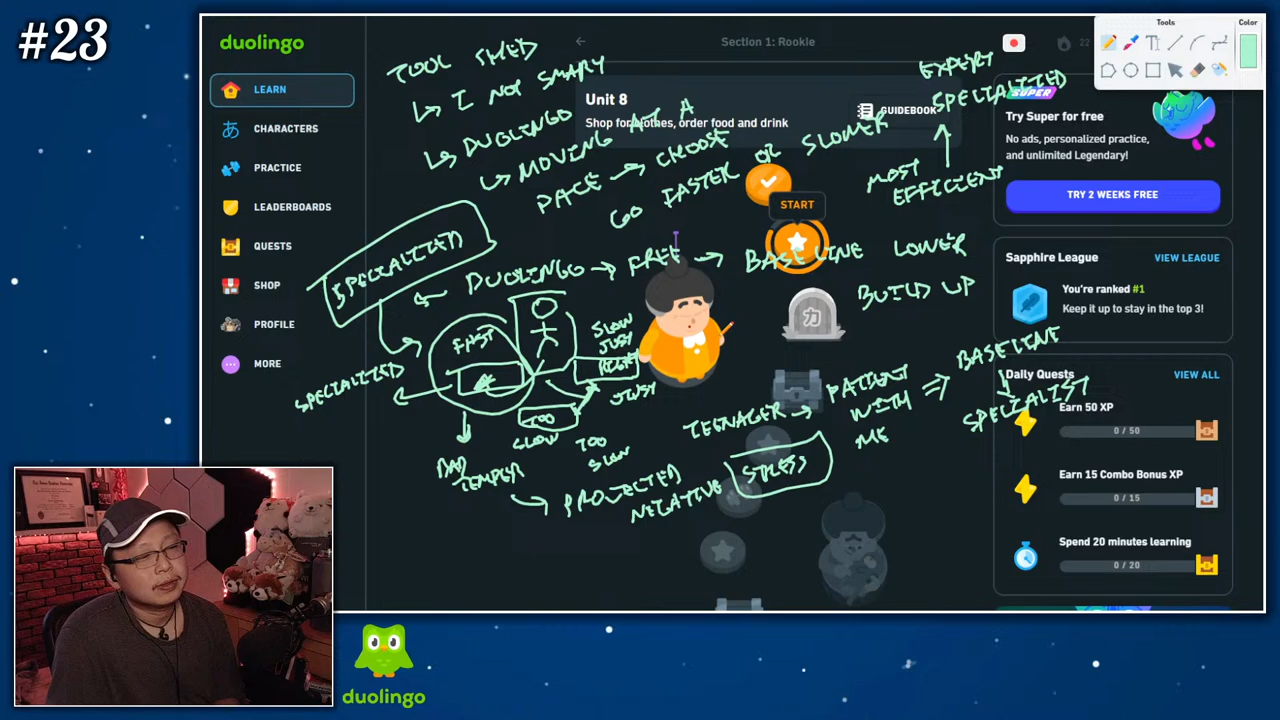 #23
duolingo
LEARN
CHARACTERS
PRACTICE
LEADERBOARDS
QUESTS
SHOP
PROFILE
MORE
Section 1: Rookie
22
Unit 8
Shop for clothes, order food and drink
GUIDEBOOK
START
力
TOOL SHED
↳ I NOT SMART
↳ DUOLINGO
↳ MOVING AT A
PACE → CHOOSE
GO FASTER OR SLOWER
EXPERT
SPECIALIZED
MOST
EFFICIENT
SPECIALIZED
DUOLINGO → FREE → BASELINE LOWER
BUILD UP
FAST
SLOW
JUST
RIGHT
JUST
SPECIALIZED
TOO
SLOW
TOO
SLOW
BAD
TEMPER
PROJECTED
NEGATIVE STRESS
TEENAGER → PATIENT
WITH
ME
⇒ BASELINE
SPECIALIST
Tools
Color
SUPER
Try Super for free
No ads, personalized practice,
and unlimited Legendary!
TRY 2 WEEKS FREE
Sapphire League
VIEW LEAGUE
You're ranked #1
Keep it up to stay in the top 3!
Daily Quests
VIEW ALL
Earn 50 XP
0 / 50
Earn 15 Combo Bonus XP
0 / 15
Spend 20 minutes learning
0 / 20
duolingo